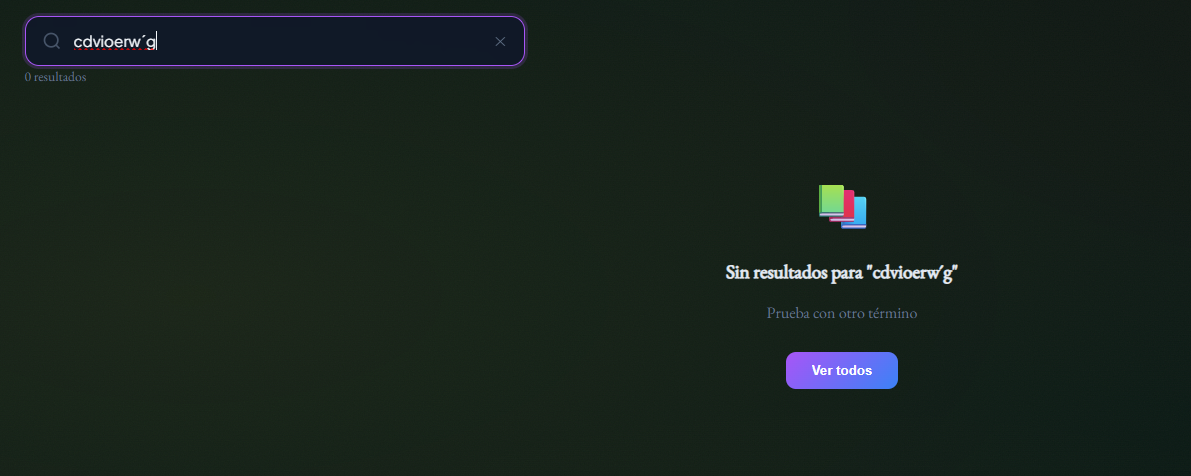 cdvioerw´g
0 resultados
Sin resultados para "cdvioerw´g"
Prueba con otro término
Ver todos